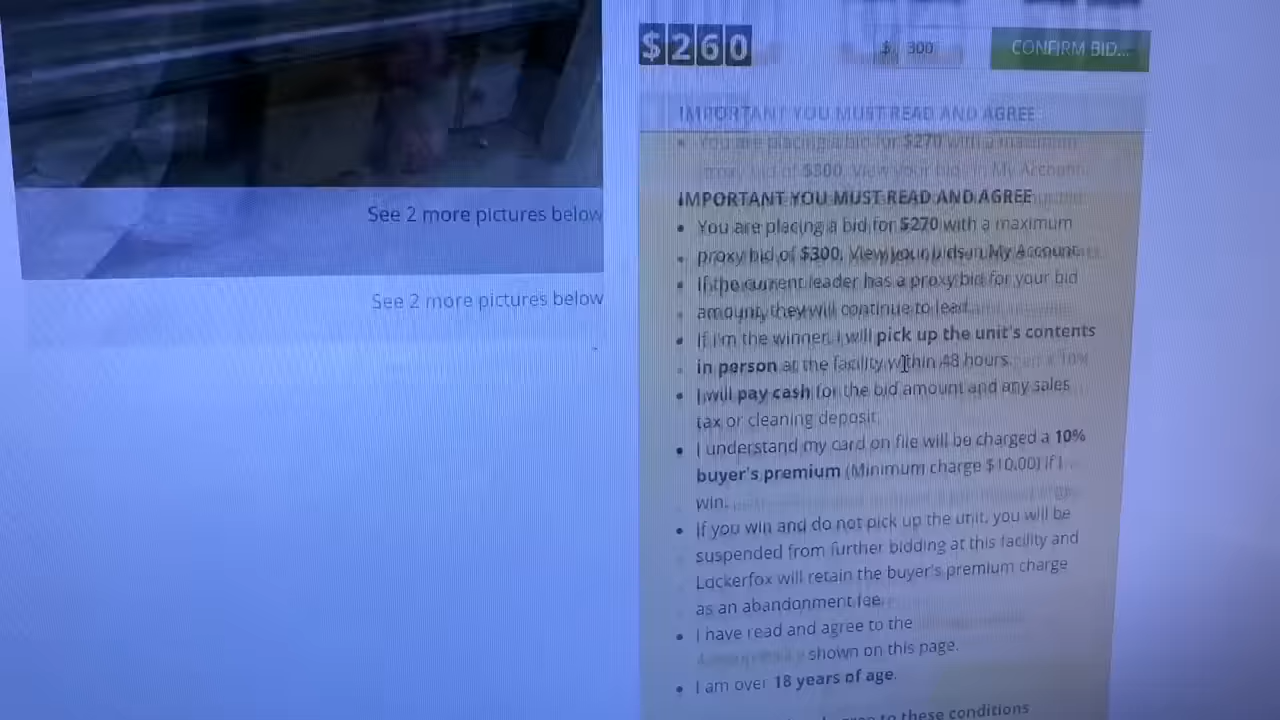 $260
$ 300
CONFIRM BID...
IMPORTANT YOU MUST READ AND AGREE
You are placing a bid for $270 with a maximum
proxy bid of $300. View your bids in My Account
IMPORTANT YOU MUST READ AND AGREE
• You are placing a bid for $270 with a maximum
proxy bid of $300. View your bids in My Account.
• If the current leader has a proxy bid for your bid
amount, they will continue to lead.
• If I'm the winner, I will pick up the unit's contents
in person at the facility within 48 hours.
• I will pay cash for the bid amount and any sales
tax or cleaning deposit.
• I understand my card on file will be charged a 10%
buyer's premium (Minimum charge $10.00) if I
win.
• If you win and do not pick up the unit, you will be
suspended from further bidding at this facility and
Lockerfox will retain the buyer's premium charge
as an abandonment fee.
• I have read and agree to the
shown on this page.
• I am over 18 years of age.
to these conditions
See 2 more pictures below
See 2 more pictures below